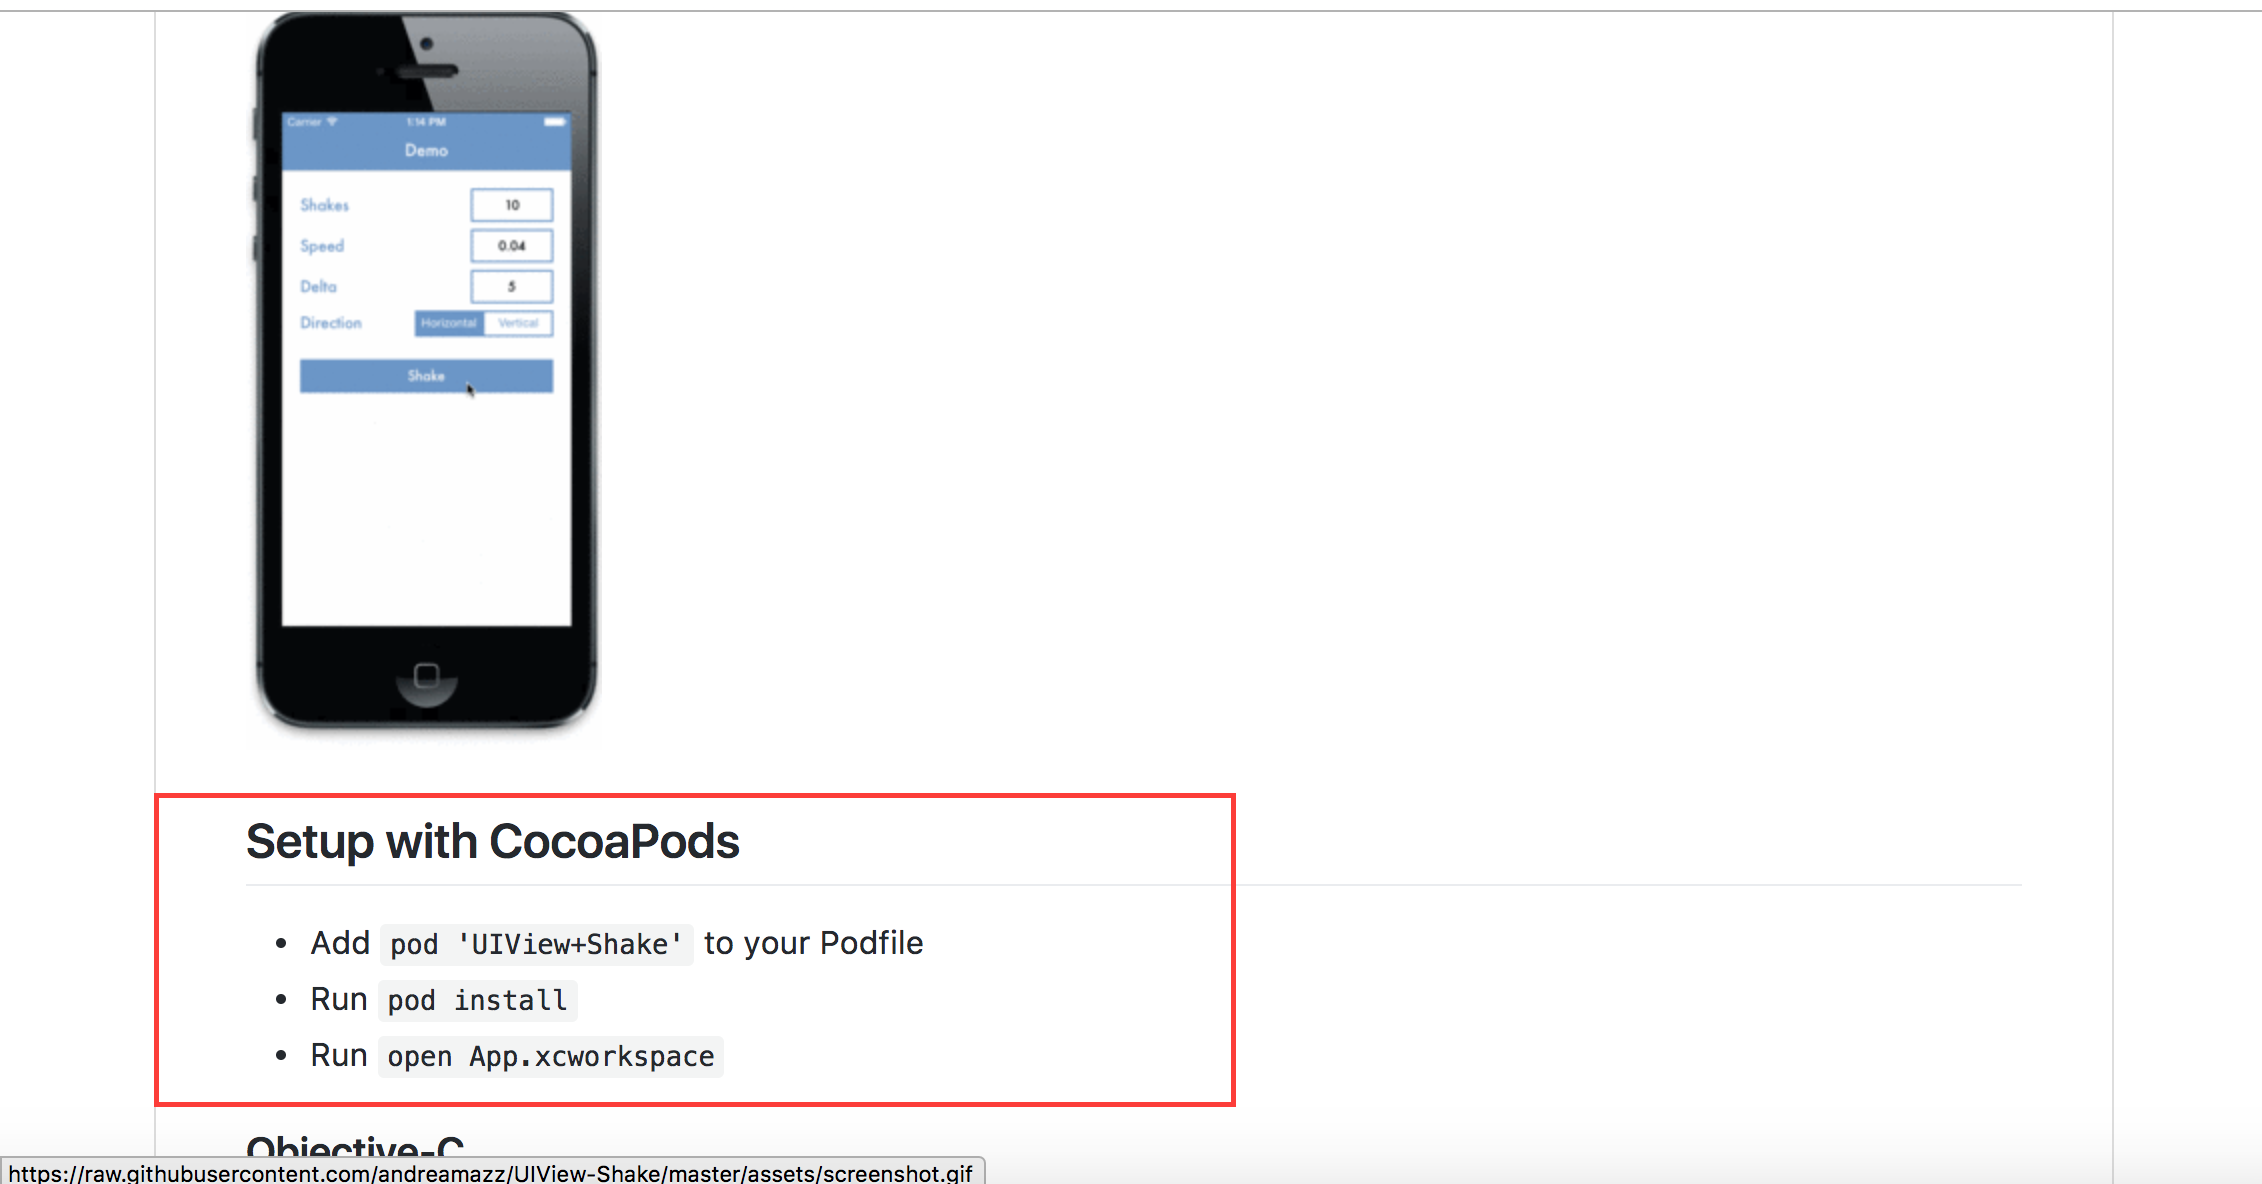 Carrier 1:14 PM
Demo
Shakes 10
Speed 0.04
Delta 5
Direction Horizontal Vertical
Shake
Setup with CocoaPods
• Add pod 'UIView+Shake' to your Podfile
• Run pod install
• Run open App.xcworkspace
Objective-C
https://raw.githubusercontent.com/andreamazz/UIView-Shake/master/assets/screenshot.gif